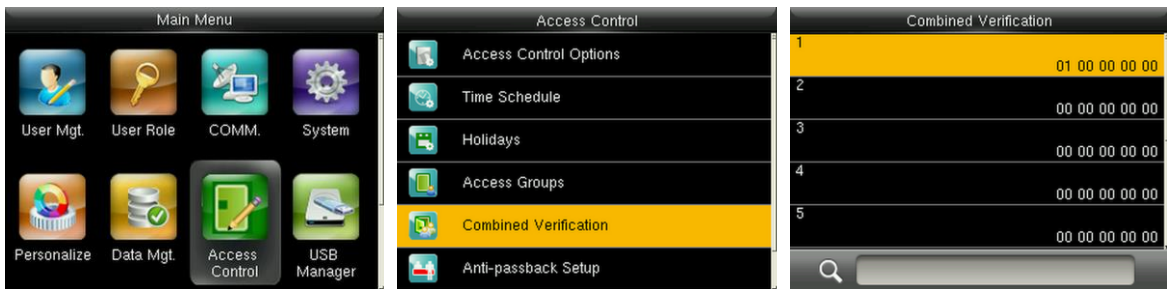 Main Menu
User Mgt.
User Role
COMM.
System
Personalize
Data Mgt.
Access Control
USB Manager
Access Control
Access Control Options
Time Schedule
Holidays
Access Groups
Combined Verification
Anti-passback Setup
Combined Verification
1
01 00 00 00 00
2
00 00 00 00 00
3
00 00 00 00 00
4
00 00 00 00 00
5
00 00 00 00 00